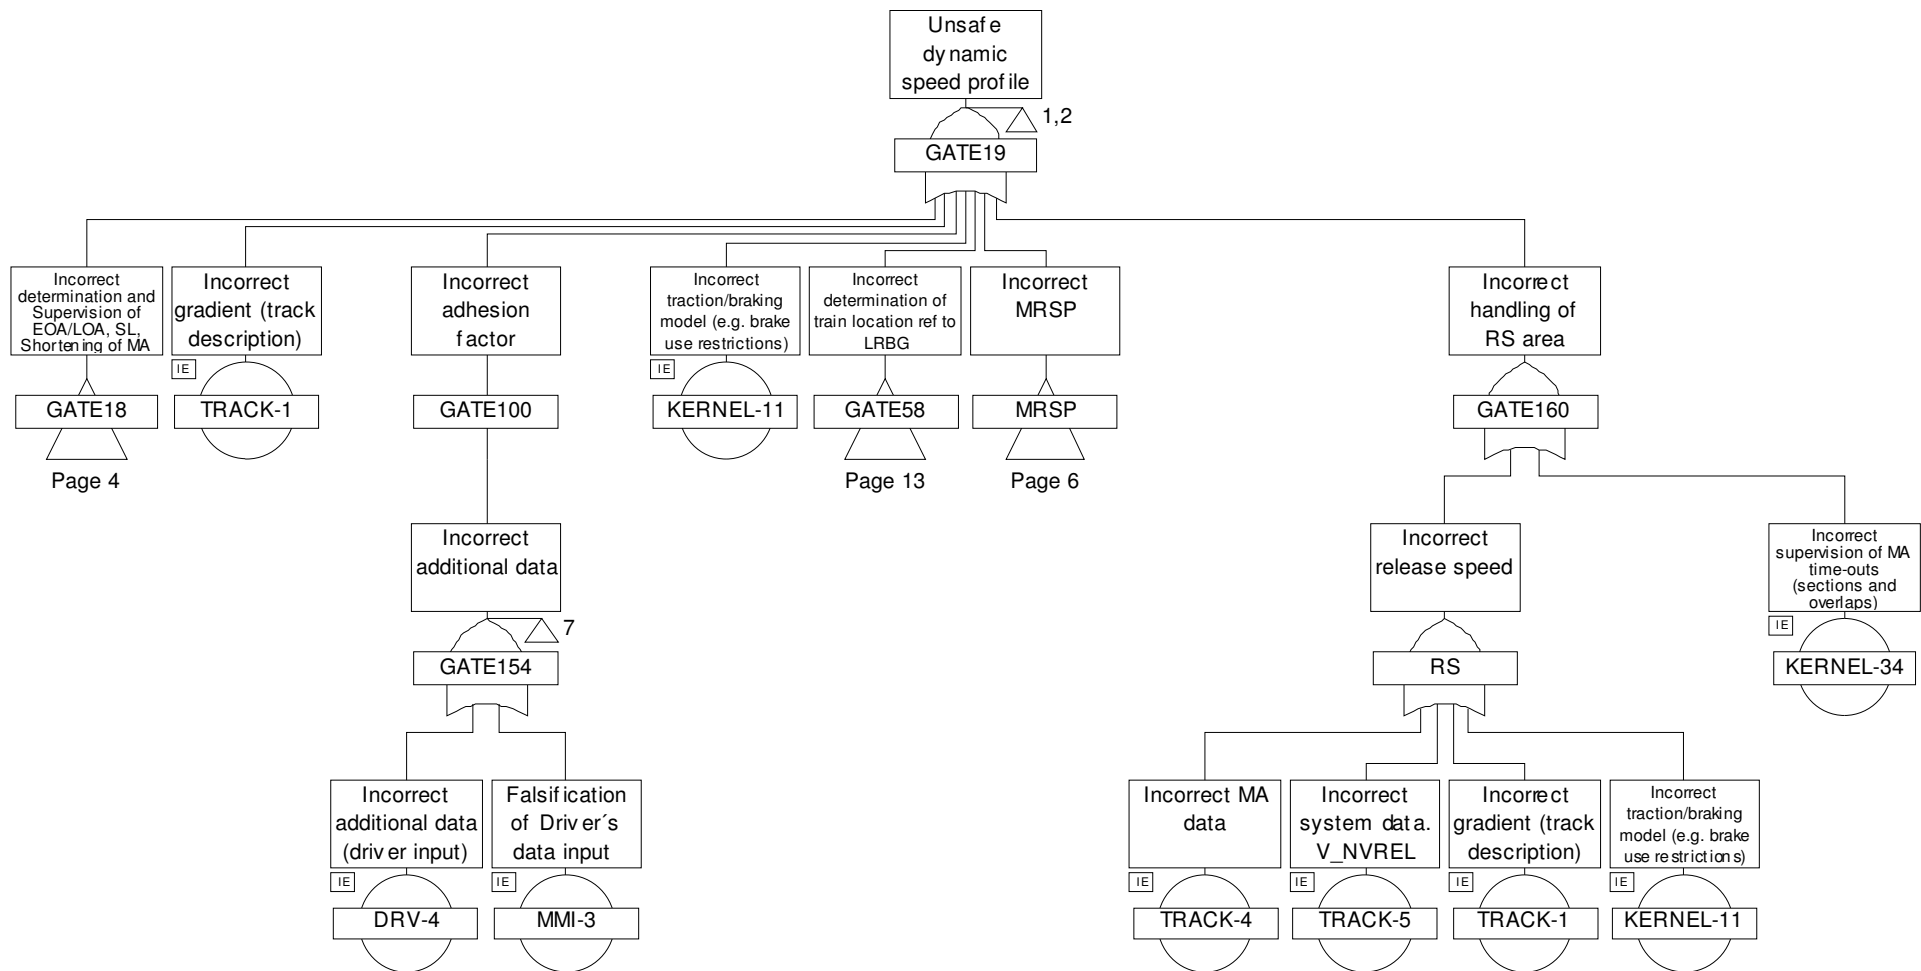 Unsafe
dynamic
speed profile
1,2
GATE19
Incorrect
determination and
Supervision of
EOA/LOA, SL,
Shortening of MA
GATE18
Page 4
Incorrect
gradient (track
description)
IE
TRACK-1
Incorrect
adhesion
factor
GATE100
Incorrect
traction/braking
model (e.g. brake
use restrictions)
IE
KERNEL-11
Incorrect
determination of
train location ref to
LRBG
GATE58
Page 13
Incorrect
MRSP
MRSP
Page 6
Incorrect
handling of
RS area
GATE160
Incorrect
additional data
7
GATE154
Incorrect
release speed
RS
Incorrect
supervision of MA
time-outs
(sections and
overlaps)
IE
KERNEL-34
Incorrect
additional data
(driver input)
IE
DRV-4
Falsification
of Driver´s
data input
IE
MMI-3
Incorrect MA
data
IE
TRACK-4
Incorrect
system data.
V_NVREL
IE
TRACK-5
Incorrect
gradient (track
description)
IE
TRACK-1
Incorrect
traction/braking
model (e.g. brake
use restrictions)
IE
KERNEL-11